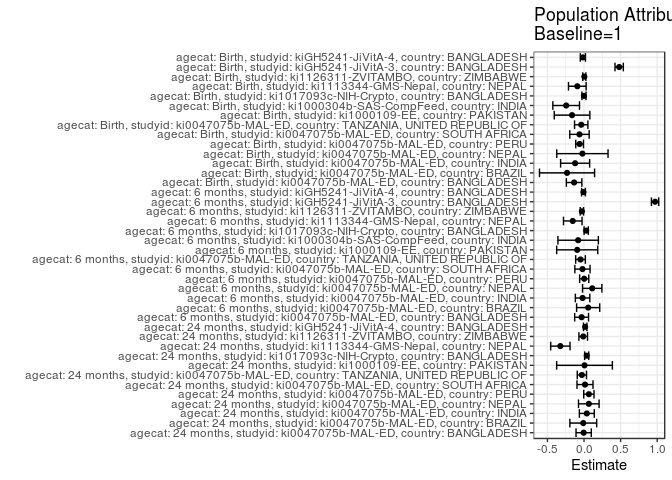 Population Attribu
Baseline=1
agecat: Birth, studyid: kiGH5241-JiVitA-4, country: BANGLADESH
agecat: Birth, studyid: kiGH5241-JiVitA-3, country: BANGLADESH
agecat: Birth, studyid: ki1126311-ZVITAMBO, country: ZIMBABWE
agecat: Birth, studyid: ki1113344-GMS-Nepal, country: NEPAL
agecat: Birth, studyid: ki1017093c-NIH-Crypto, country: BANGLADESH
agecat: Birth, studyid: ki1000304b-SAS-CompFeed, country: INDIA
agecat: Birth, studyid: ki1000109-EE, country: PAKISTAN
agecat: Birth, studyid: ki0047075b-MAL-ED, country: TANZANIA, UNITED REPUBLIC OF
agecat: Birth, studyid: ki0047075b-MAL-ED, country: SOUTH AFRICA
agecat: Birth, studyid: ki0047075b-MAL-ED, country: PERU
agecat: Birth, studyid: ki0047075b-MAL-ED, country: NEPAL
agecat: Birth, studyid: ki0047075b-MAL-ED, country: INDIA
agecat: Birth, studyid: ki0047075b-MAL-ED, country: BRAZIL
agecat: Birth, studyid: ki0047075b-MAL-ED, country: BANGLADESH
agecat: 6 months, studyid: kiGH5241-JiVitA-4, country: BANGLADESH
agecat: 6 months, studyid: kiGH5241-JiVitA-3, country: BANGLADESH
agecat: 6 months, studyid: ki1126311-ZVITAMBO, country: ZIMBABWE
agecat: 6 months, studyid: ki1113344-GMS-Nepal, country: NEPAL
agecat: 6 months, studyid: ki1017093c-NIH-Crypto, country: BANGLADESH
agecat: 6 months, studyid: ki1000304b-SAS-CompFeed, country: INDIA
agecat: 6 months, studyid: ki1000109-EE, country: PAKISTAN
agecat: 6 months, studyid: ki0047075b-MAL-ED, country: TANZANIA, UNITED REPUBLIC OF
agecat: 6 months, studyid: ki0047075b-MAL-ED, country: SOUTH AFRICA
agecat: 6 months, studyid: ki0047075b-MAL-ED, country: PERU
agecat: 6 months, studyid: ki0047075b-MAL-ED, country: NEPAL
agecat: 6 months, studyid: ki0047075b-MAL-ED, country: INDIA
agecat: 6 months, studyid: ki0047075b-MAL-ED, country: BRAZIL
agecat: 6 months, studyid: ki0047075b-MAL-ED, country: BANGLADESH
agecat: 24 months, studyid: kiGH5241-JiVitA-4, country: BANGLADESH
agecat: 24 months, studyid: ki1126311-ZVITAMBO, country: ZIMBABWE
agecat: 24 months, studyid: ki1113344-GMS-Nepal, country: NEPAL
agecat: 24 months, studyid: ki1017093c-NIH-Crypto, country: BANGLADESH
agecat: 24 months, studyid: ki1000109-EE, country: PAKISTAN
agecat: 24 months, studyid: ki0047075b-MAL-ED, country: TANZANIA, UNITED REPUBLIC OF
agecat: 24 months, studyid: ki0047075b-MAL-ED, country: SOUTH AFRICA
agecat: 24 months, studyid: ki0047075b-MAL-ED, country: PERU
agecat: 24 months, studyid: ki0047075b-MAL-ED, country: NEPAL
agecat: 24 months, studyid: ki0047075b-MAL-ED, country: INDIA
agecat: 24 months, studyid: ki0047075b-MAL-ED, country: BRAZIL
agecat: 24 months, studyid: ki0047075b-MAL-ED, country: BANGLADESH
-0.5 0.0 0.5 1.0
Estimate